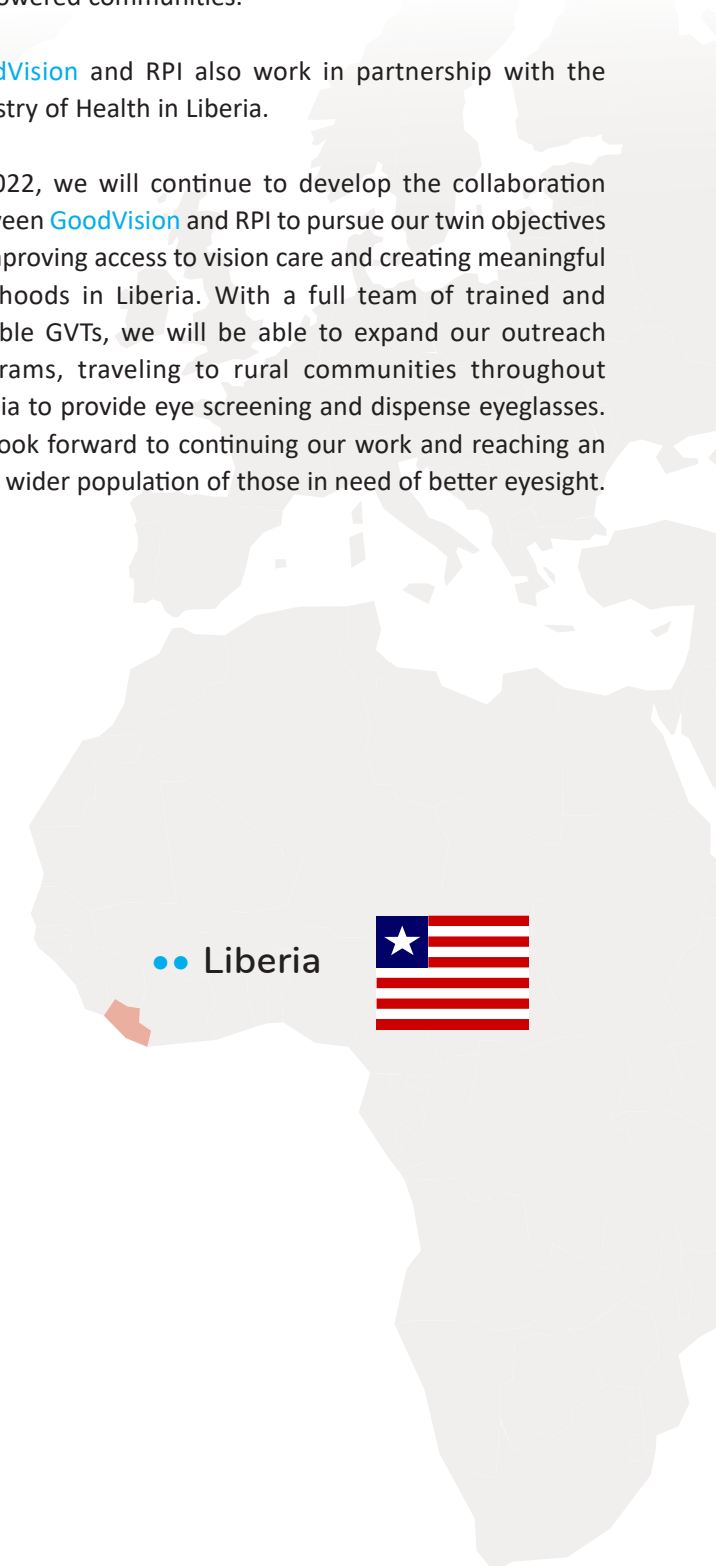 owered communities.
dVision and RPI also work in partnership with the
stry of Health in Liberia.
022, we will continue to develop the collaboration
ween GoodVision and RPI to pursue our twin objectives
mproving access to vision care and creating meaningful
hoods in Liberia. With a full team of trained and
ble GVTs, we will be able to expand our outreach
rams, traveling to rural communities throughout
ia to provide eye screening and dispense eyeglasses.
ook forward to continuing our work and reaching an
wider population of those in need of better eyesight.
Liberia